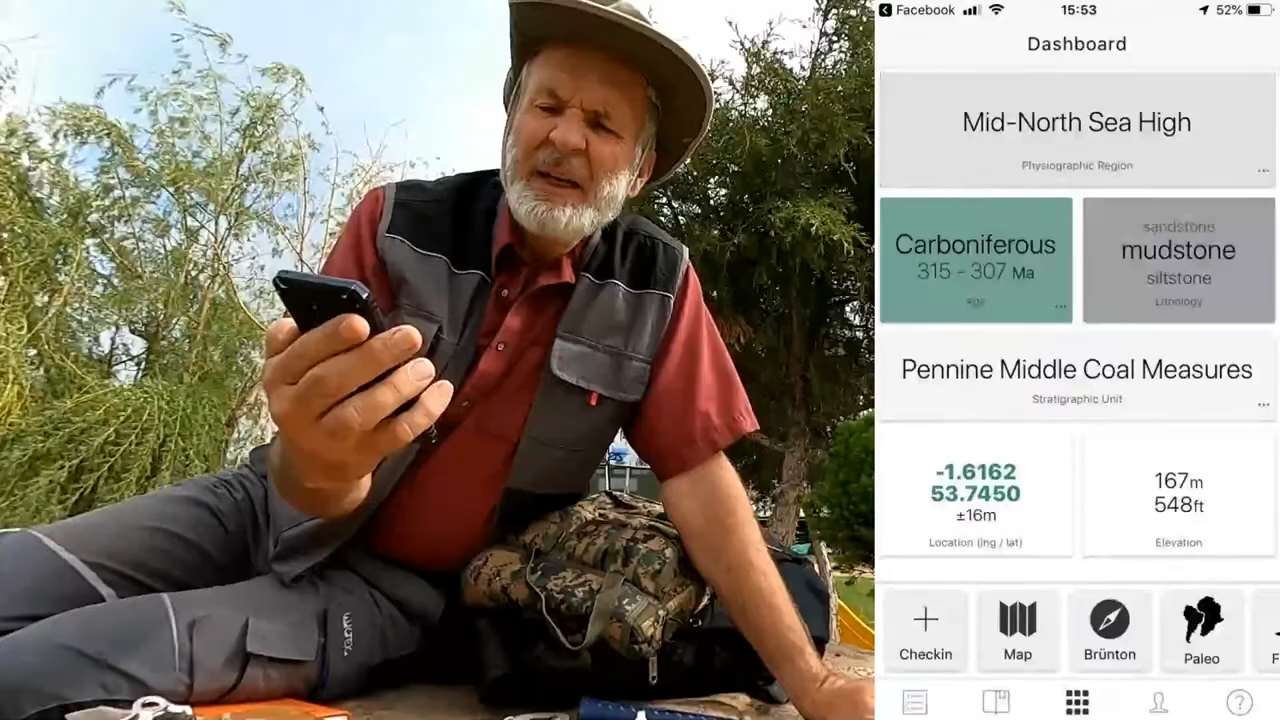 Facebook
15:53
52%
Dashboard
Mid-North Sea High
Physiographic Region
Carboniferous
315 - 307 Ma
Age
sandstone
mudstone
siltstone
Lithology
Pennine Middle Coal Measures
Stratigraphic Unit
-1.6162
53.7450
±16m
Location (lng / lat)
167m
548ft
Elevation
Checkin
Map
Brünton
Paleo
F